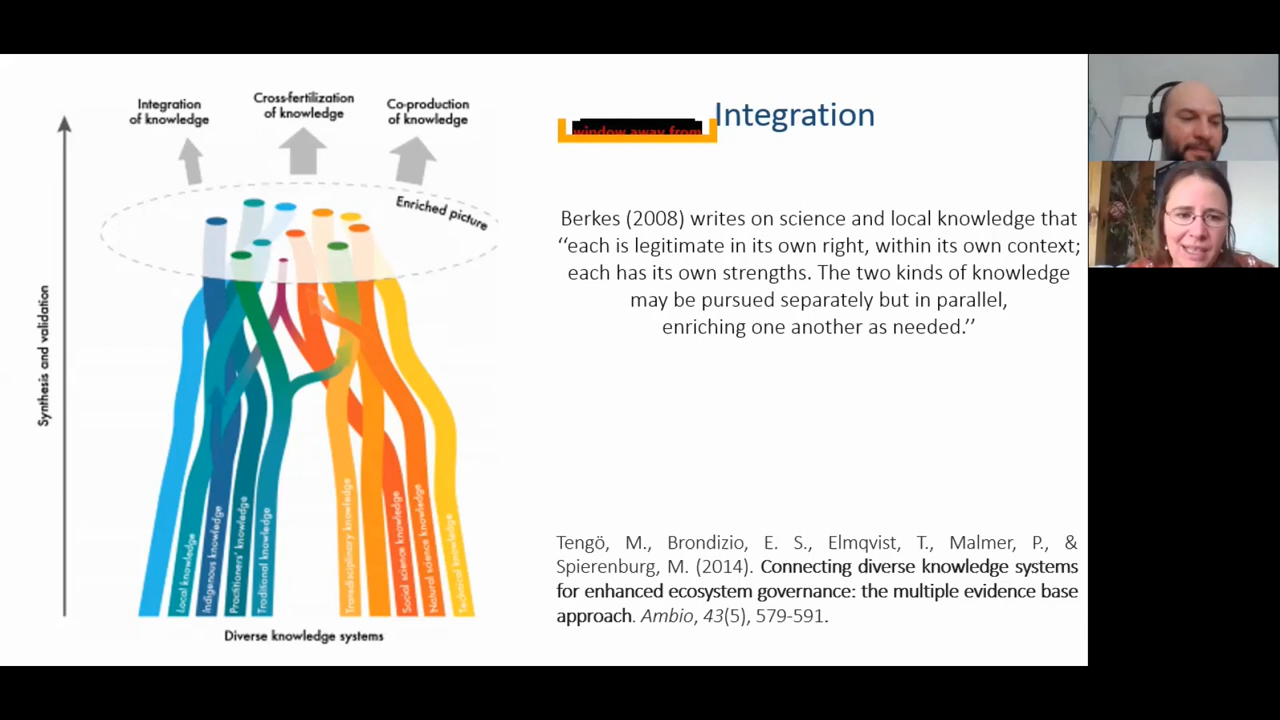 Integration
of knowledge
Cross-fertilization
of knowledge
Co-production
of knowledge
Enriched picture
Synthesis and validation
Local knowledge
Indigenous knowledge
Practitioners' knowledge
Traditional knowledge
Transdisciplinary knowledge
Social science knowledge
Natural science knowledge
Technical knowledge
Diverse knowledge systems
window away from
Integration
Berkes (2008) writes on science and local knowledge that
‘‘each is legitimate in its own right, within its own context;
each has its own strengths. The two kinds of knowledge
may be pursued separately but in parallel,
enriching one another as needed.’’
Tengö, M., Brondizio, E. S., Elmqvist, T., Malmer, P., &
Spierenburg, M. (2014). Connecting diverse knowledge systems
for enhanced ecosystem governance: the multiple evidence base
approach. Ambio, 43(5), 579-591.